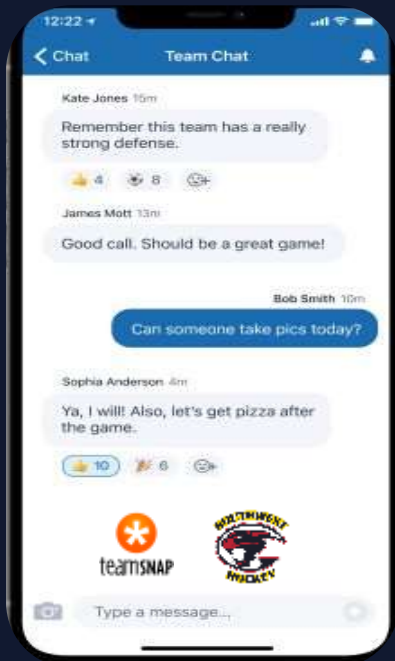 12:22
Chat
Team Chat
Kate Jones 15m
Remember this team has a really
strong defense.
4
8
James Mott 13m
Good call. Should be a great game!
Bob Smith 10m
Can someone take pics today?
Sophia Anderson 4m
Ya, I will! Also, let's get pizza after
the game.
10
6
teamSNAP
HOCKEY
Type a message...